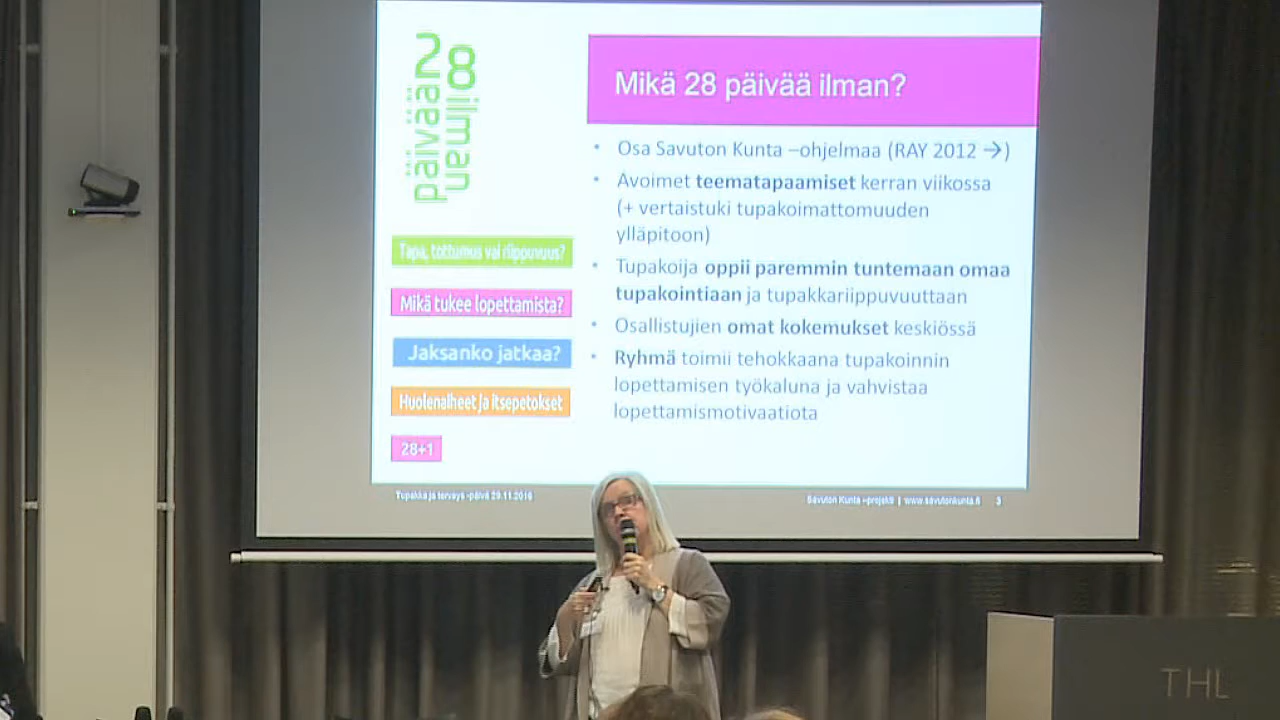 28
päivää
ilman
Mikä 28 päivää ilman?
• Osa Savuton Kunta –ohjelmaa (RAY 2012 →)
• Avoimet teematapaamiset kerran viikossa
(+ vertaistuki tupakoimattomuuden
ylläpitoon)
• Tupakoija oppii paremmin tuntemaan omaa
tupakointiaan ja tupakkariippuvuuttaan
• Osallistujien omat kokemukset keskiössä
• Ryhmä toimii tehokkaana tupakoinnin
lopettamisen työkaluna ja vahvistaa
lopettamismotivaatiota
Tapa, tottumus vai riippuvuus?
Mikä tukee lopettamista?
Jaksanko jatkaa?
Huolenaiheet ja itsepetokset
28+1
Tupakka ja terveys -päivä 29.11.2016
Savuton Kunta –projekti | www.savutonkunta.fi 3
THL